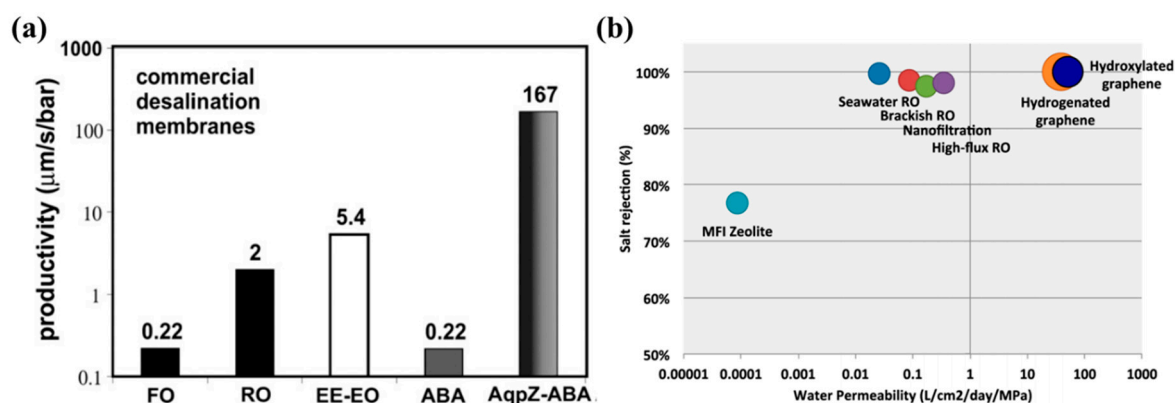 (a)
productivity (μm/s/bar)
1000
100
10
1
0.1
commercial
desalination
membranes
0.22
2
5.4
0.22
167
FO
RO
EE-EO
ABA
AqpZ-ABA
(b)
Salt rejection (%)
100%
90%
80%
70%
60%
50%
Seawater RO
Brackish RO
Nanofiltration
High-flux RO
MFI Zeolite
Hydroxylated
graphene
Hydrogenated
graphene
0.00001
0.0001
0.001
0.01
0.1
1
10
100
1000
Water Permeability (L/cm2/day/MPa)